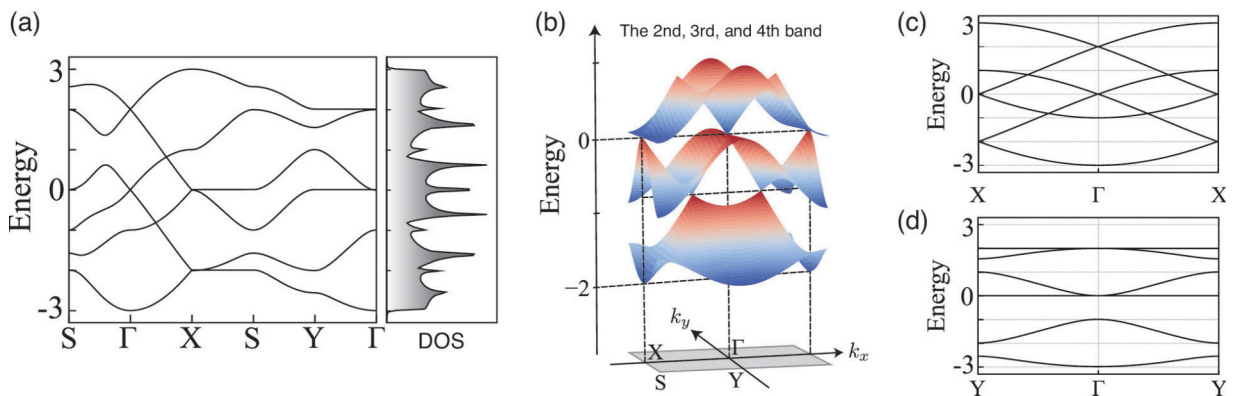 (a)
3
0
-3
Energy
S Γ X S Y Γ
DOS
(b)
The 2nd, 3rd, and 4th band
0
−2
Energy
k_y
k_x
X
Γ
S
Y
(c)
3
0
-3
Energy
X Γ X
(d)
3
0
-3
Energy
Y Γ Y